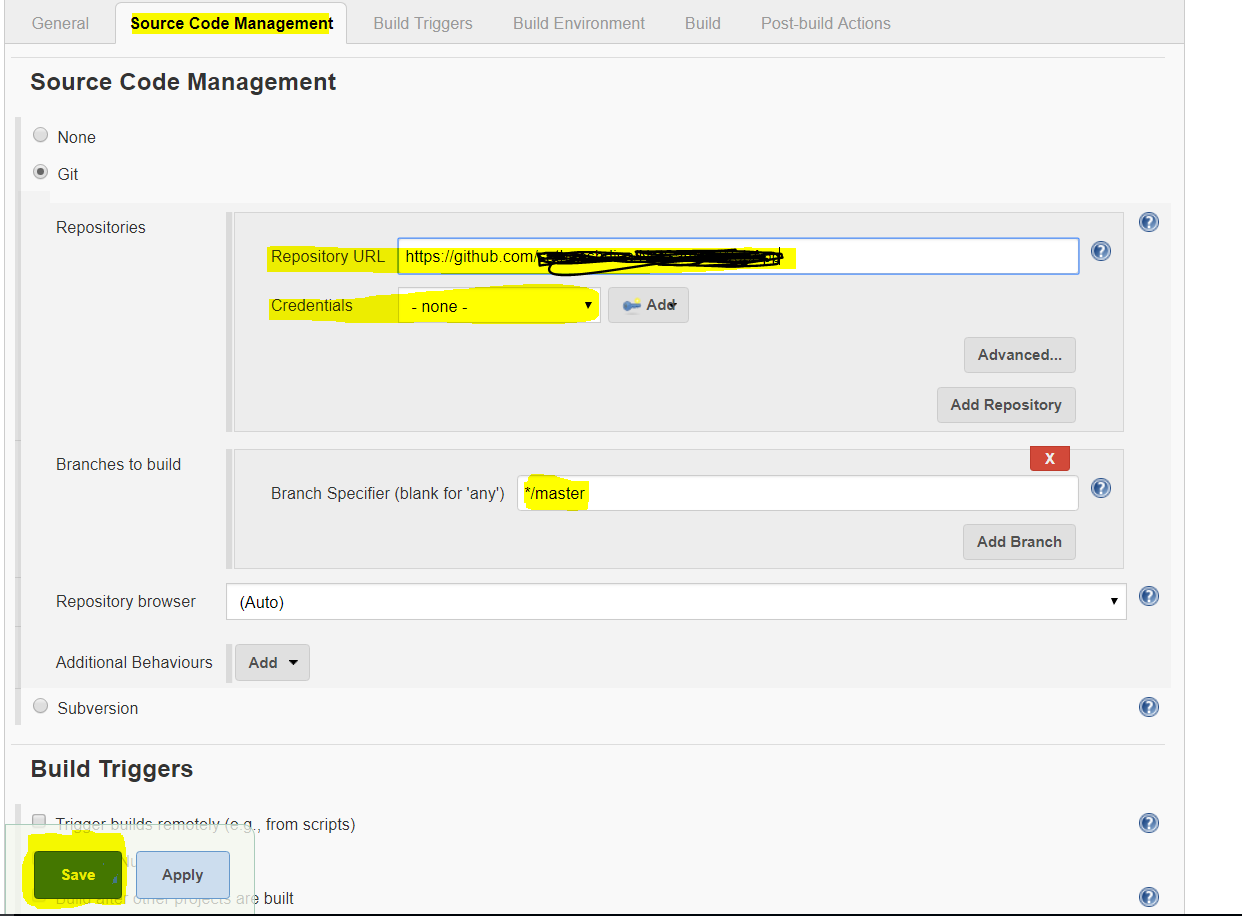 General Source Code Management Build Triggers Build Environment Build Post-build Actions
Source Code Management
None
Git
Repositories
Repository URL https://github.com/
Credentials - none - Add
Advanced...
Add Repository
Branches to build
X
Branch Specifier (blank for 'any') */master
Add Branch
Repository browser (Auto)
Additional Behaviours Add
Subversion
Build Triggers
Trigger builds remotely (e.g., from scripts)
Save Apply
Build after other projects are built